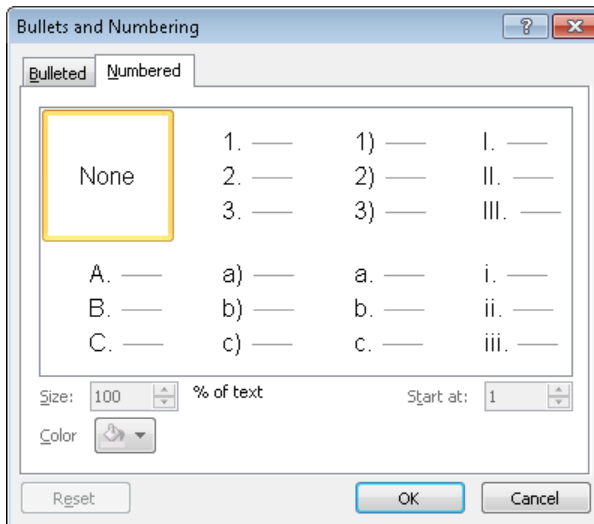 Bullets and Numbering
Bulleted Numbered
None 1. 1) I.
2. 2) II.
3. 3) III.
A. a) a. i.
B. b) b. ii.
C. c) c. iii.
Size: 100 % of text Start at: 1
Color
Reset OK Cancel